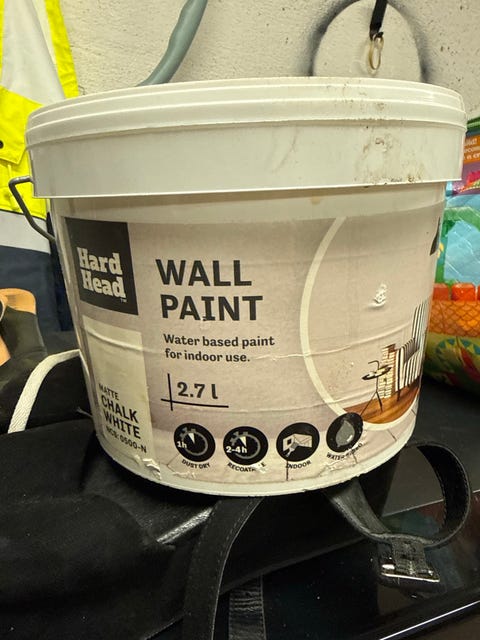 Hard
Head
WALL
PAINT
Water based paint
for indoor use.
2.7 l
MATTE
CHALK
WHITE
NCS: 0500-N
1h
DUST DRY
2-4h
RECOATABLE
INDOOR